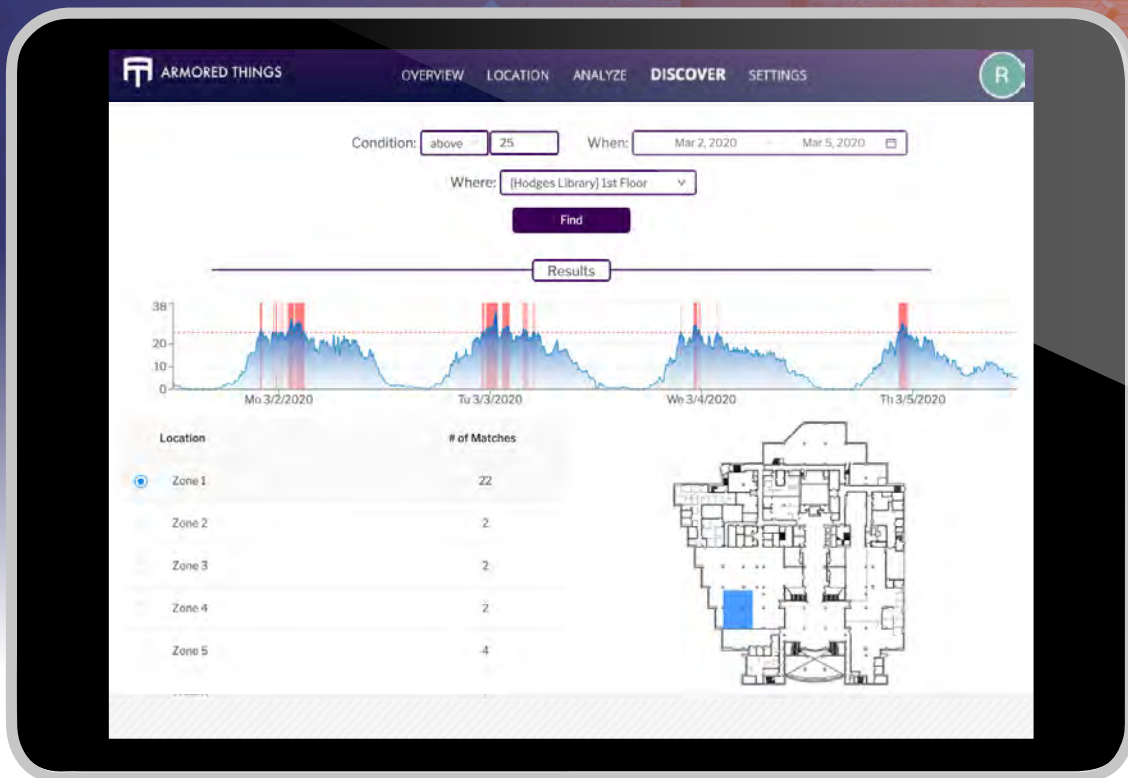 ARMORED THINGS OVERVIEW LOCATION ANALYZE DISCOVER SETTINGS R
Condition: above 25 When: Mar 2, 2020 Mar 5, 2020
Where: [Hodges Library] 1st Floor
Find
Results
38
20
10
0
Mo 3/2/2020 Tu 3/3/2020 We 3/4/2020 Th 3/5/2020
Location # of Matches
Zone 1 22
Zone 2 2
Zone 3 2
Zone 4 2
Zone 5 4